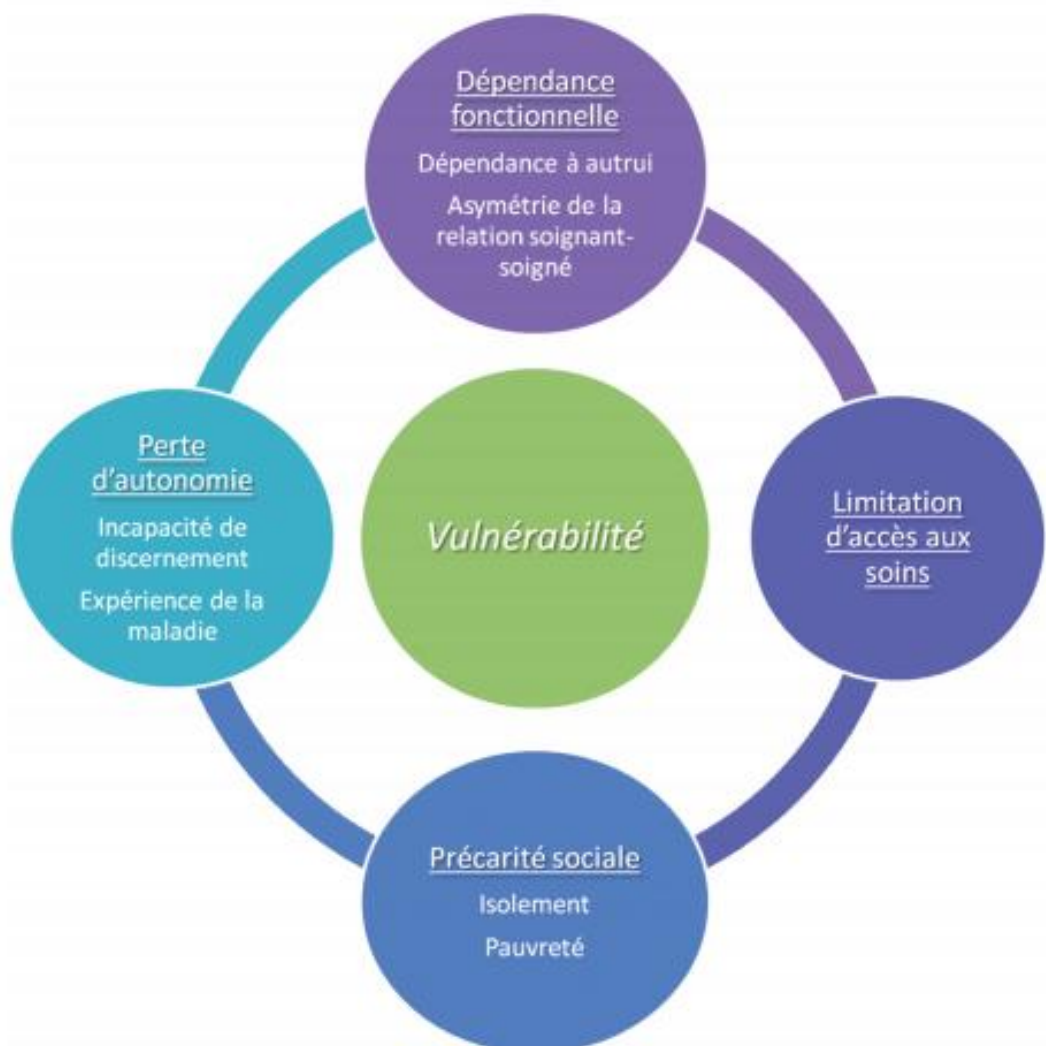 Dépendance
fonctionnelle
Dépendance à autrui
Asymétrie de la
relation soignant-
soigné
Perte
d'autonomie
Incapacité de
discernement
Expérience de la
maladie
Vulnérabilité
Limitation
d'accès aux
soins
Précarité sociale
Isolement
Pauvreté